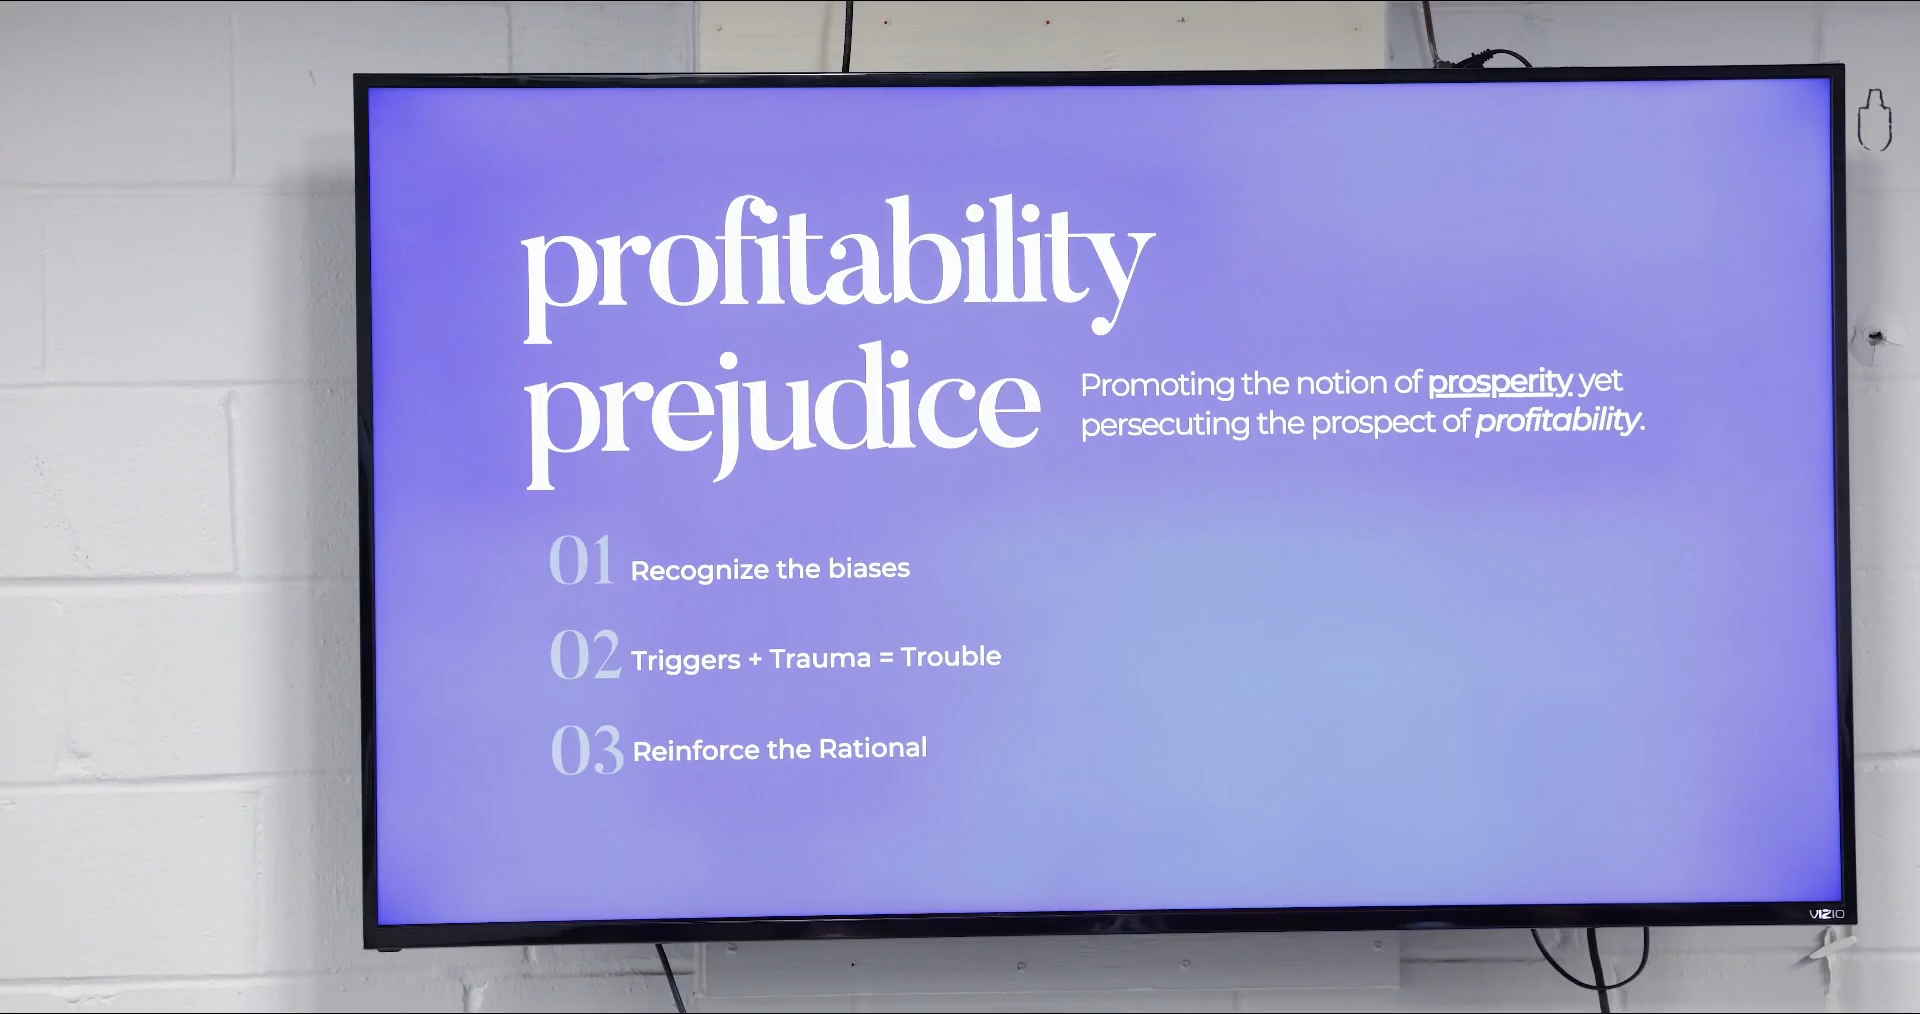 profitability
prejudice
Promoting the notion of prosperity yet
persecuting the prospect of profitability.
01 Recognize the biases
02 Triggers + Trauma = Trouble
03 Reinforce the Rational
VIZIO